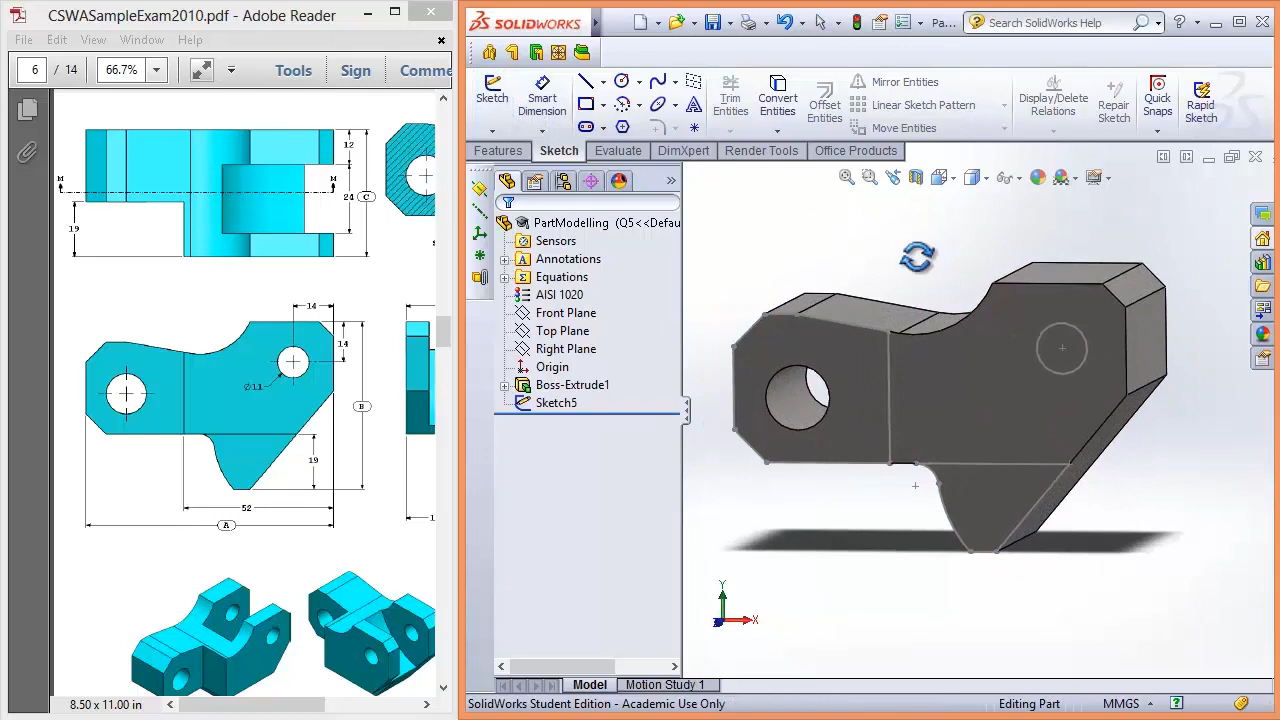 CSWASampleExam2010.pdf - Adobe Reader
File Edit View Window Help
6 / 14 66.7% Tools Sign Comme
M M
12
24
C
19
14
14
Ø11
B
19
52
A
8.50 x 11.00 in
SOLIDWORKS Pa... Search SolidWorks Help
Sketch
Smart Dimension
Trim Entities
Convert Entities
Offset Entities
Mirror Entities
Linear Sketch Pattern
Move Entities
Display/Delete Relations
Repair Sketch
Quick Snaps
Rapid Sketch
Features Sketch Evaluate DimXpert Render Tools Office Products
PartModelling (Q5<<Defau
Sensors
Annotations
Equations
AISI 1020
Front Plane
Top Plane
Right Plane
Origin
Boss-Extrude1
Sketch5
Y
X
Model Motion Study 1
SolidWorks Student Edition - Academic Use Only Editing Part MMGS